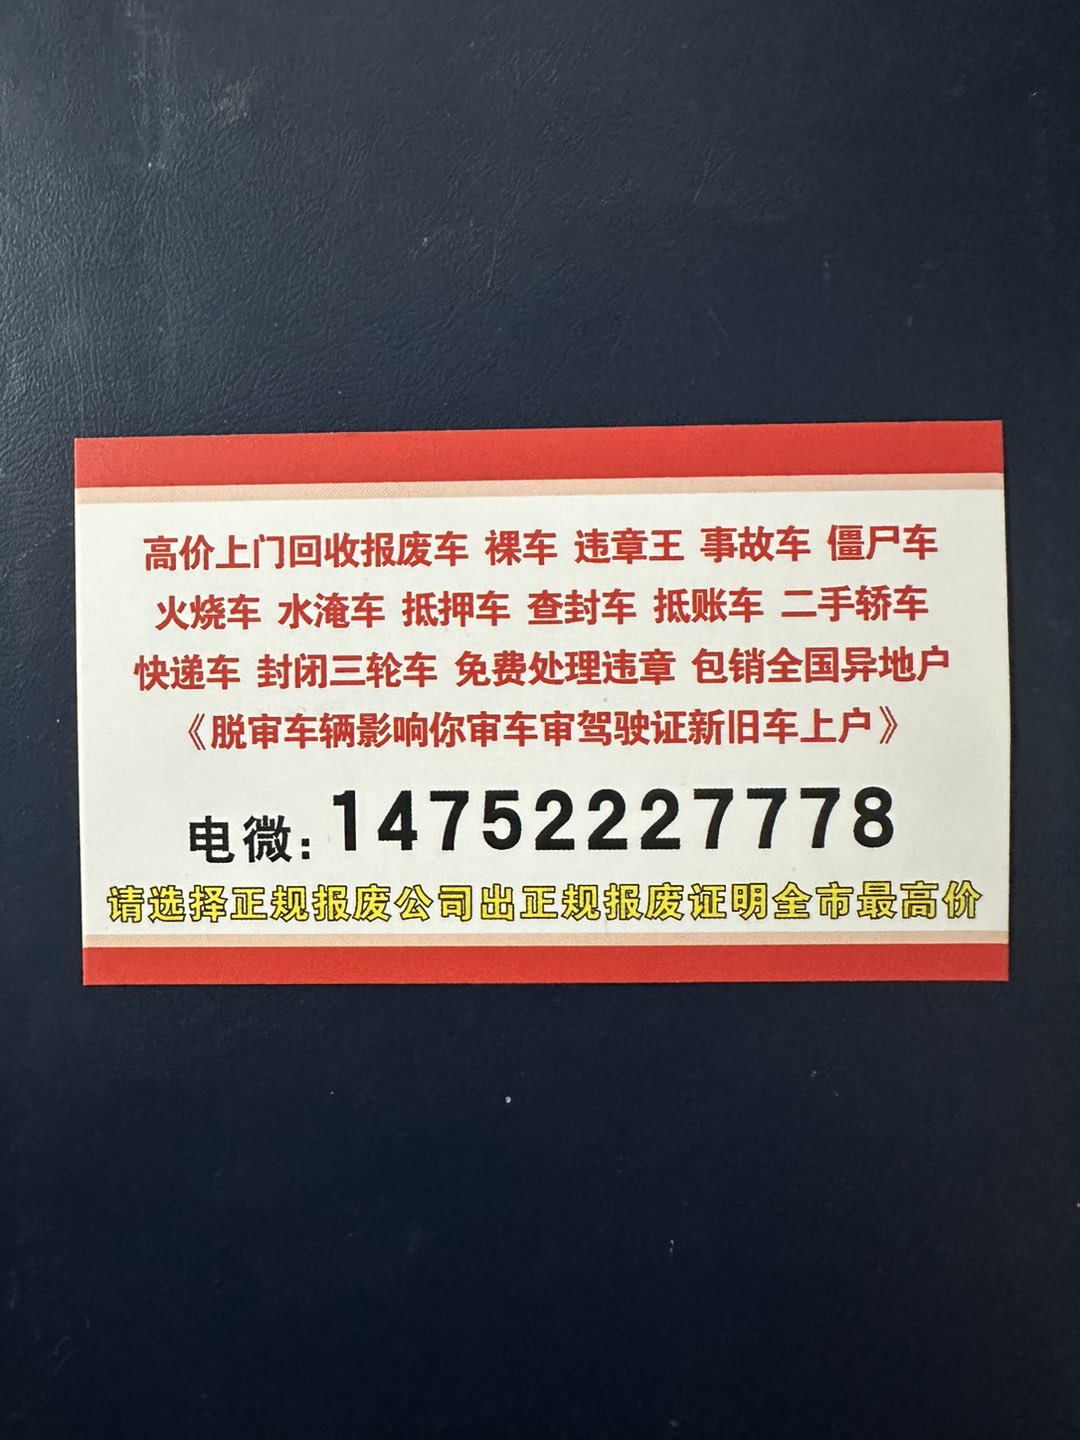 高价上门回收报废车 裸车 违章王 事故车 僵尸车
火烧车 水淹车 抵押车 查封车 抵账车 二手轿车
快递车 封闭三轮车 免费处理违章 包销全国异地户
《脱审车辆影响你审车审驾驶证新旧车上户》
电微:14752227778
请选择正规报废公司出正规报废证明全市最高价